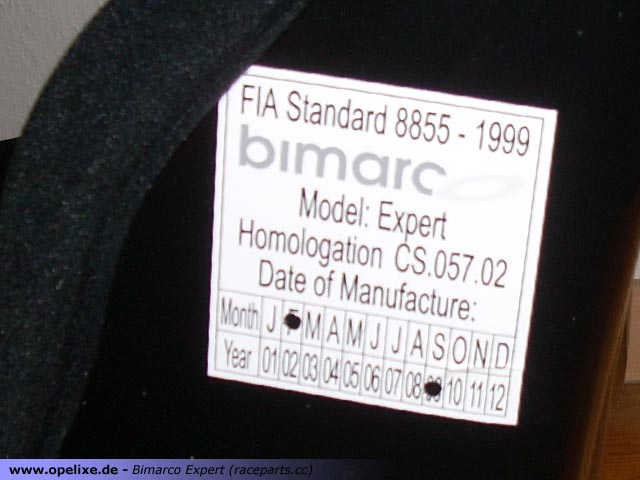 FIA Standard 8855 - 1999
bimarco
Model: Expert
Homologation CS.057.02
Date of Manufacture:
Month J F M A M J J A S O N D
Year 01 02 03 04 05 06 07 08 09 10 11 12
www.opelixe.de - Bimarco Expert (raceparts.cc)